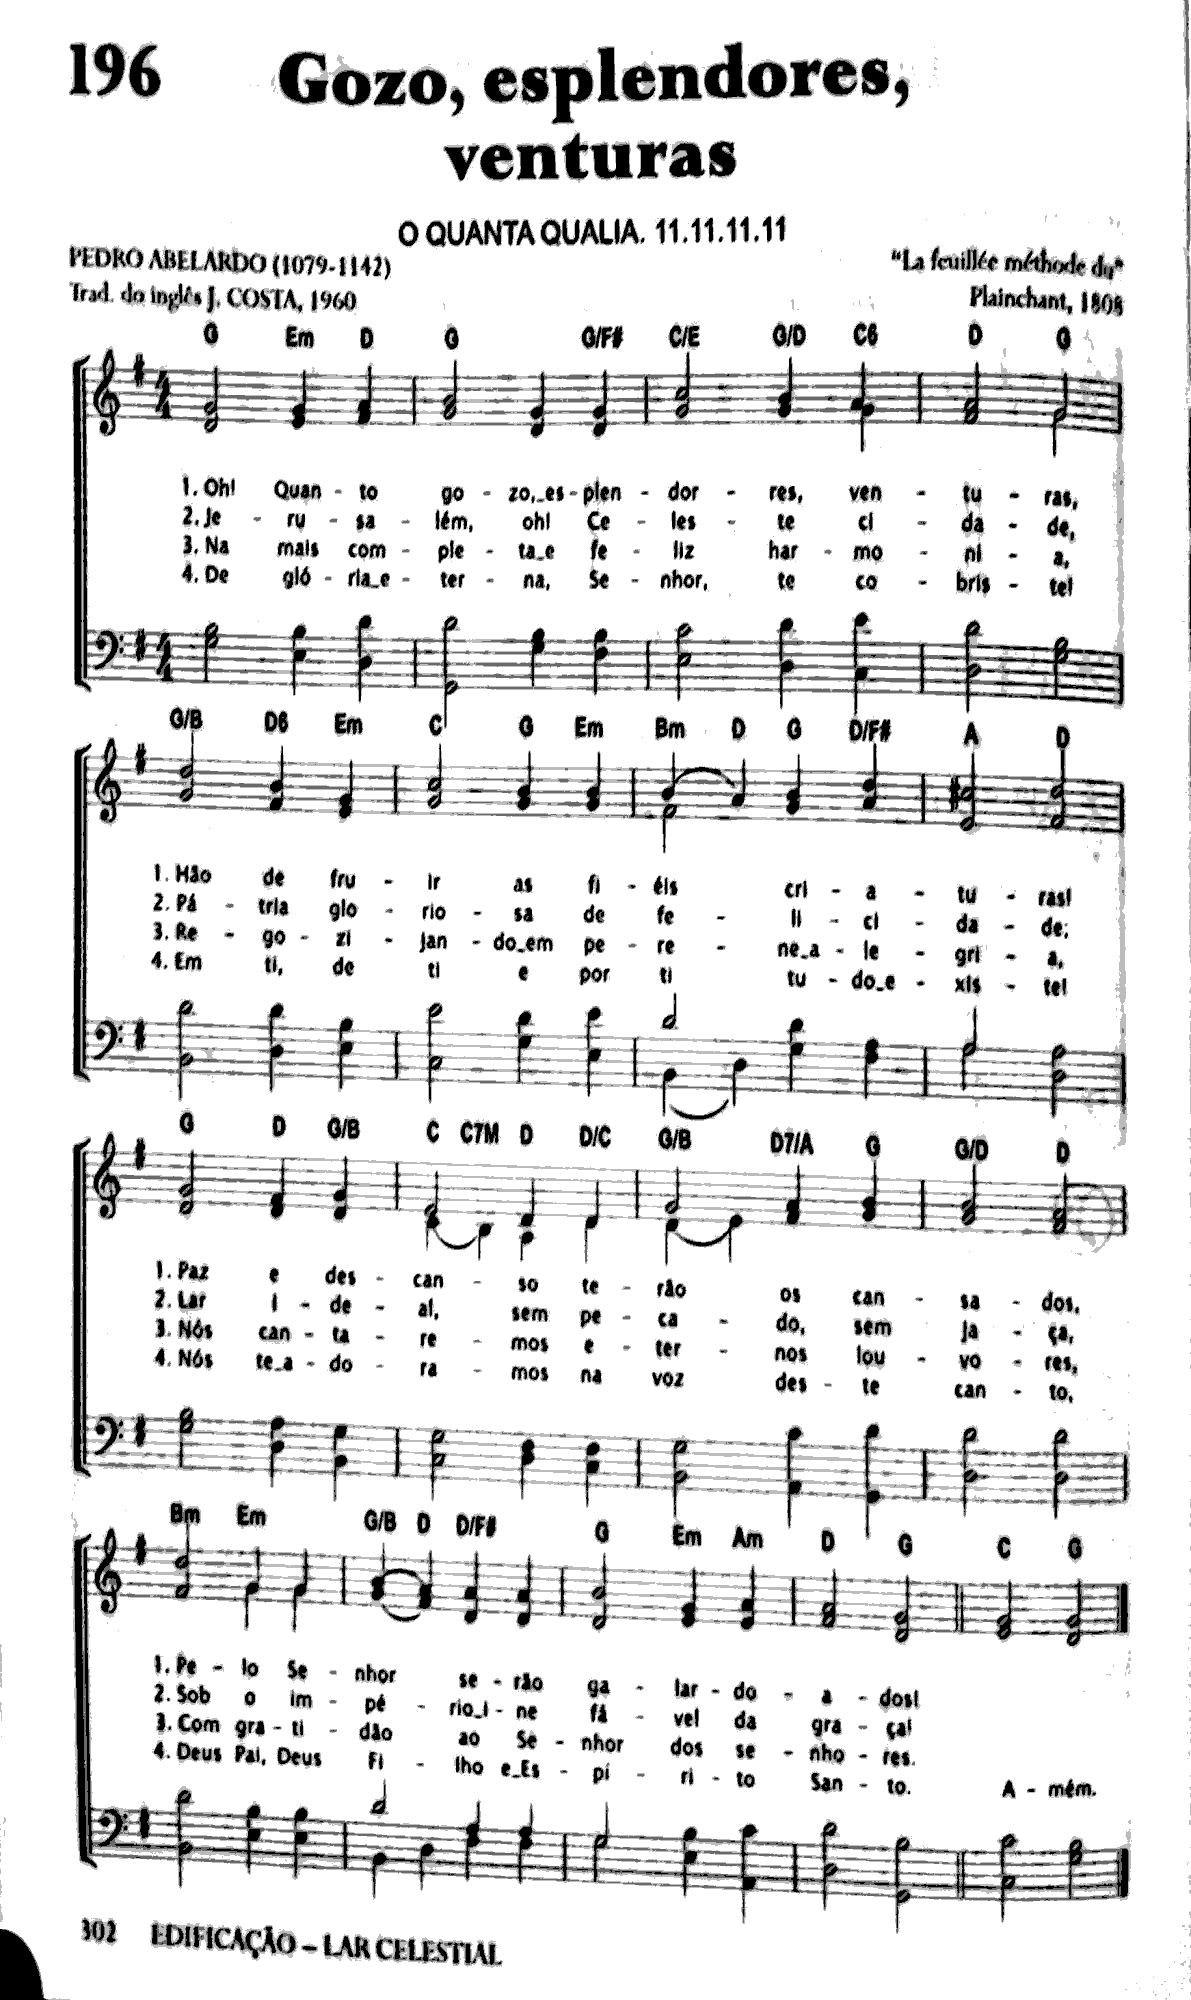 196
Gozo, esplendores,
venturas
O QUANTA QUALIA. 11.11.11.11
PEDRO ABELARDO (1079-1142)
"La feuillée méthode du"
Trad. do inglês J. COSTA, 1960
Plainchant, 1808
G Em D G G/F# C/E G/D C6 D G
1. Oh! Quan - to go - zo,_es - plen - dor - res, ven - tu - ras,
2. Je - ru - sa - lém, oh! Ce - les - te ci - da - de,
3. Na mais com - ple - ta_e fe - liz har - mo - ni - a,
4. De gló - ria_e - ter - na, Se - nhor, te co - bris - te!
G/B D6 Em C G Em Bm D G D/F# A D
1. Hão de fru - ir as fi - éis cri - a - tu - ras!
2. Pá - tria glo - rio - sa de fe - li - ci - da - de;
3. Re - go - zi - jan - do_em pe - re - ne_a - le - gri - a,
4. Em ti, de ti e por ti tu - do_e - xis - te!
G D G/B C C7M D D/C G/B D7/A G G/D D
1. Paz e des - can - so te - rão os can - sa - dos,
2. Lar i - de - al, sem pe - ca - do, sem ja - ça,
3. Nós can - ta - re - mos e - ter - nos lou - vo - res,
4. Nós te_a - do - ra - mos na voz des - te can - to,
Bm Em G/B D D/F# G Em Am D G C G
1. Pe - lo Se - nhor se - rão ga - lar - do - a - dos!
2. Sob o im - pé - rio_i - ne fá - vel da gra - ça!
3. Com gra - ti - dão ao Se - nhor dos se - nho - res.
4. Deus Pai, Deus Fi - lho e_Es - pí - ri - to San - to. A - mém.
302 EDIFICAÇÃO – LAR CELESTIAL